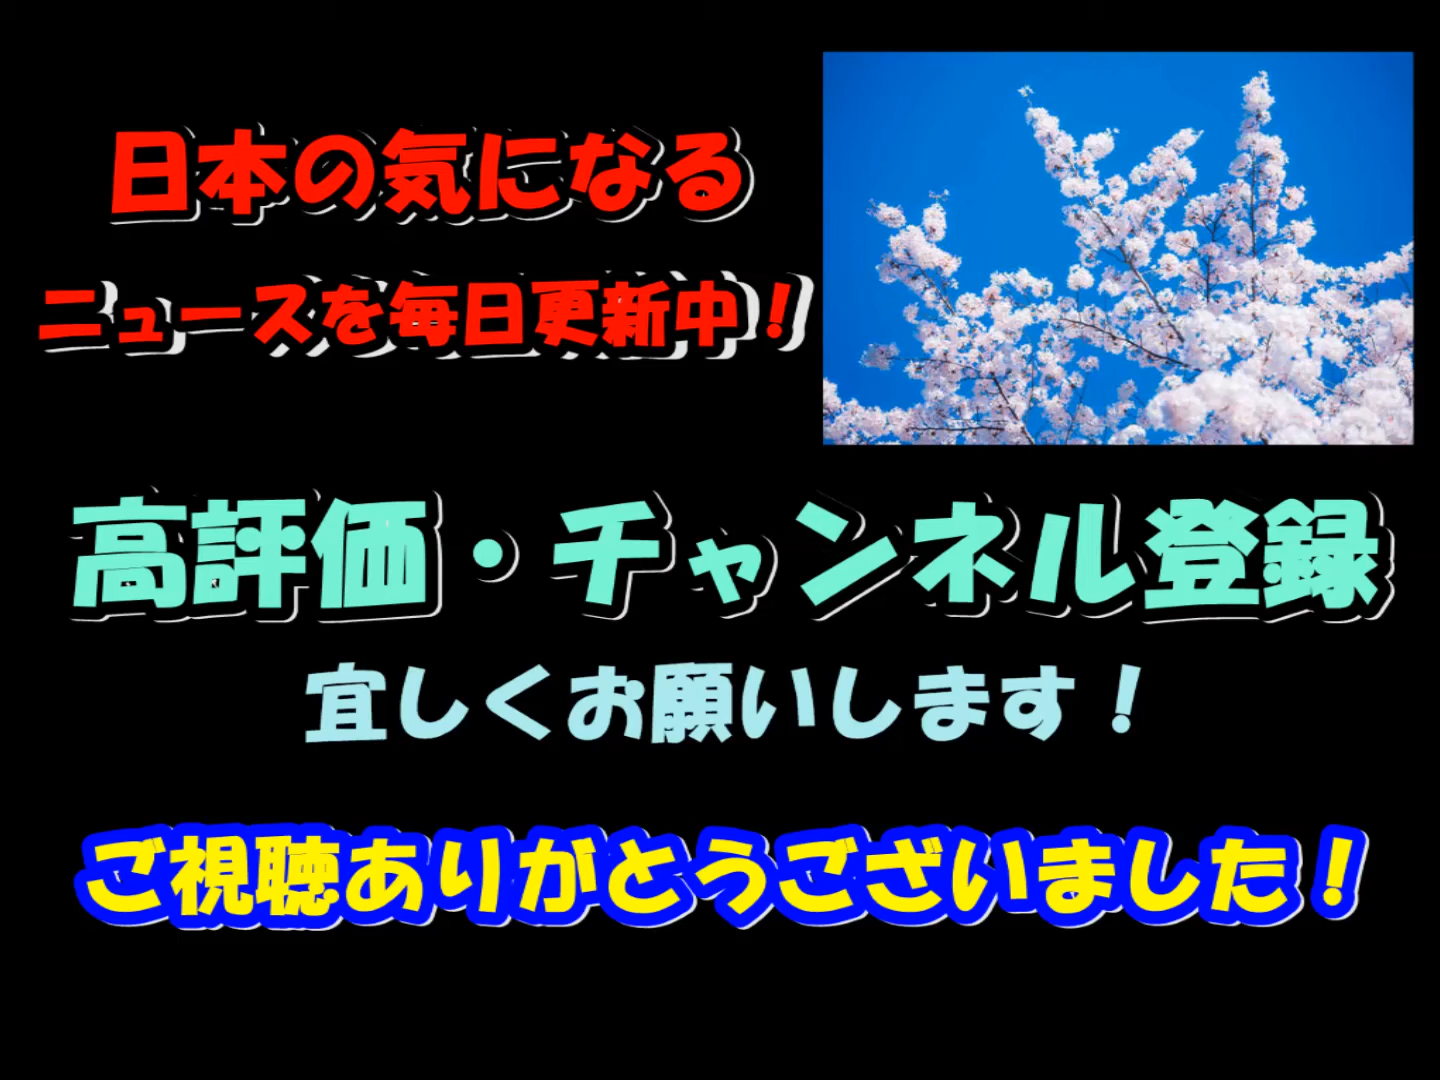 日本の気になる
ニュースを毎日更新中！
高評価・チャンネル登録
宜しくお願いします！
ご視聴ありがとうございました！